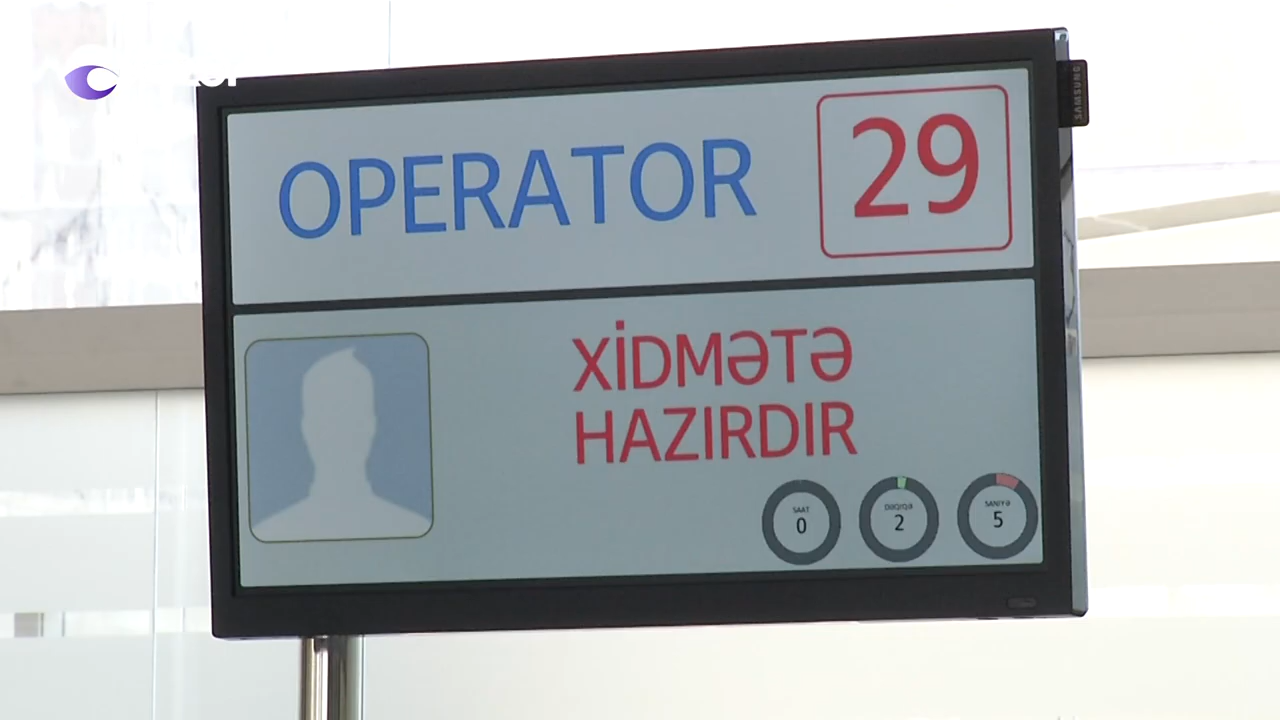 OPERATOR 29
SAMSUNG
XİDMƏTƏ
HAZIRDIR
SAAT DƏQİQƏ SANİYƏ
0 2 5